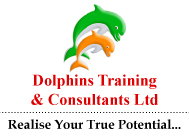 Dolphins Training
& Consultants Ltd
Realise Your True Potential...